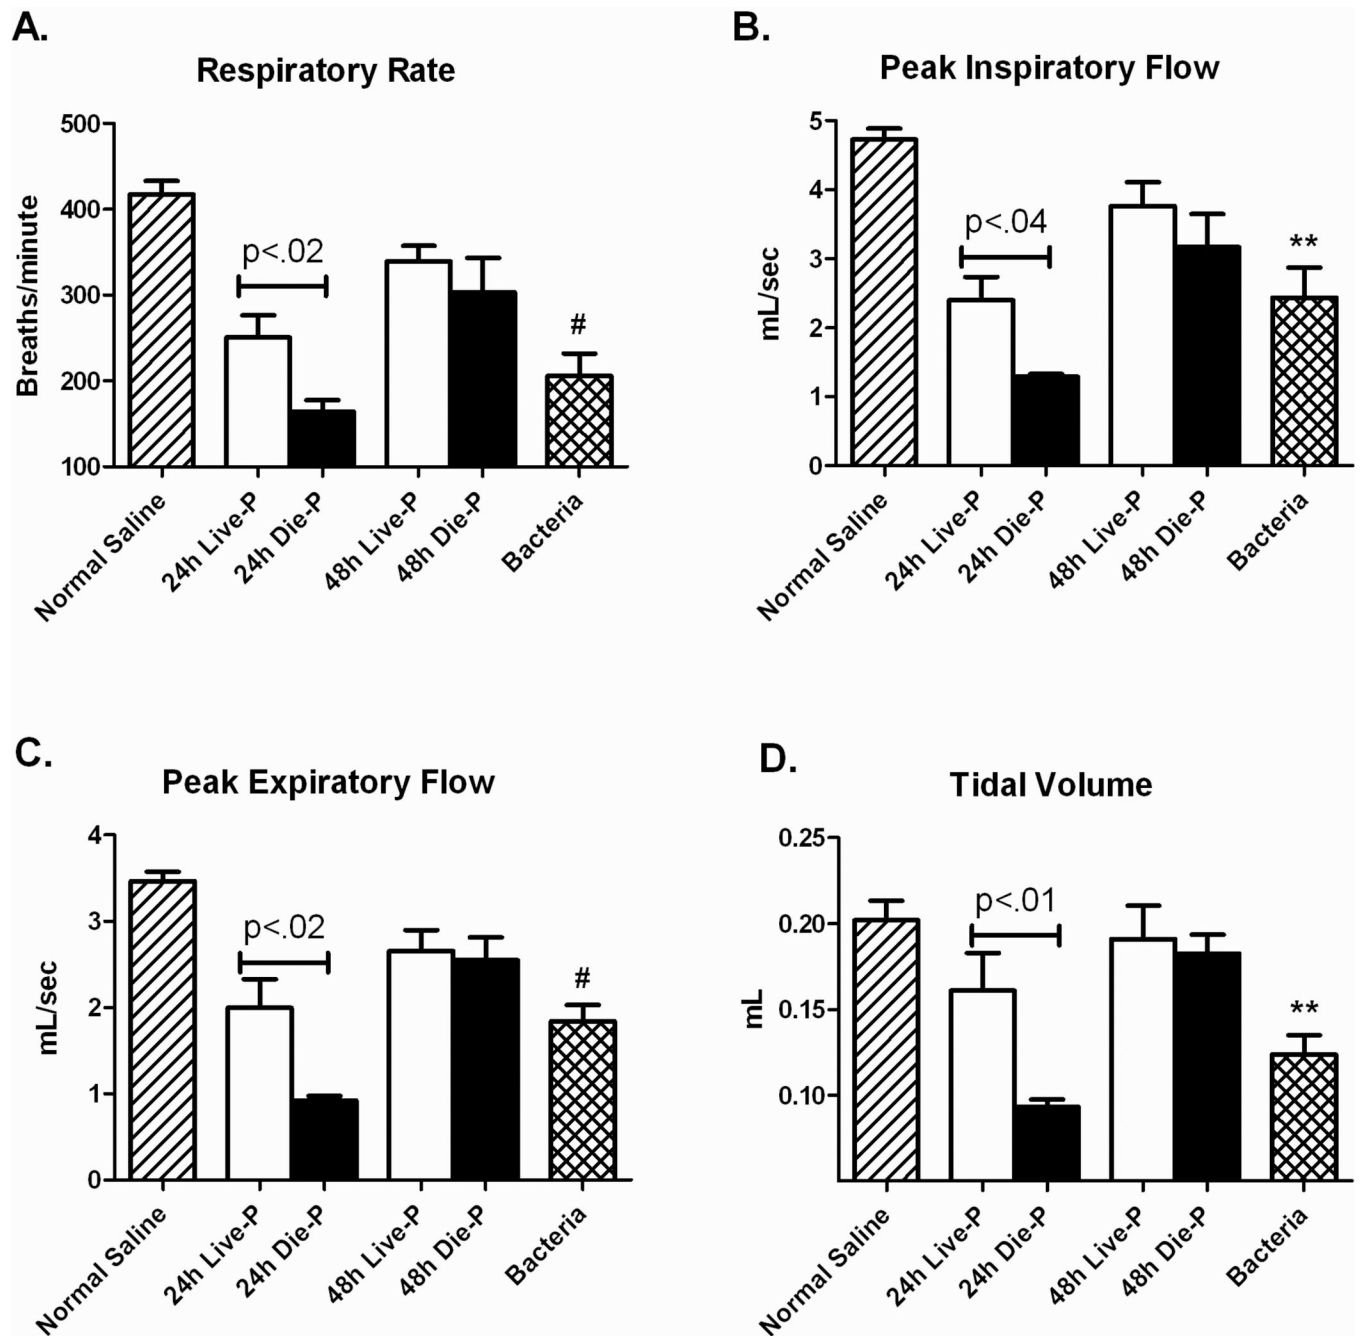 A.
Respiratory Rate
Breaths/minute
500
400
300
200
100
p<.02
#
Normal Saline
24h Live-P
24h Die-P
48h Live-P
48h Die-P
Bacteria
B.
Peak Inspiratory Flow
mL/sec
5
4
3
2
1
0
p<.04
**
Normal Saline
24h Live-P
24h Die-P
48h Live-P
48h Die-P
Bacteria
C.
Peak Expiratory Flow
mL/sec
4
3
2
1
0
p<.02
#
Normal Saline
24h Live-P
24h Die-P
48h Live-P
48h Die-P
Bacteria
D.
Tidal Volume
mL
0.25
0.20
0.15
0.10
p<.01
**
Normal Saline
24h Live-P
24h Die-P
48h Live-P
48h Die-P
Bacteria